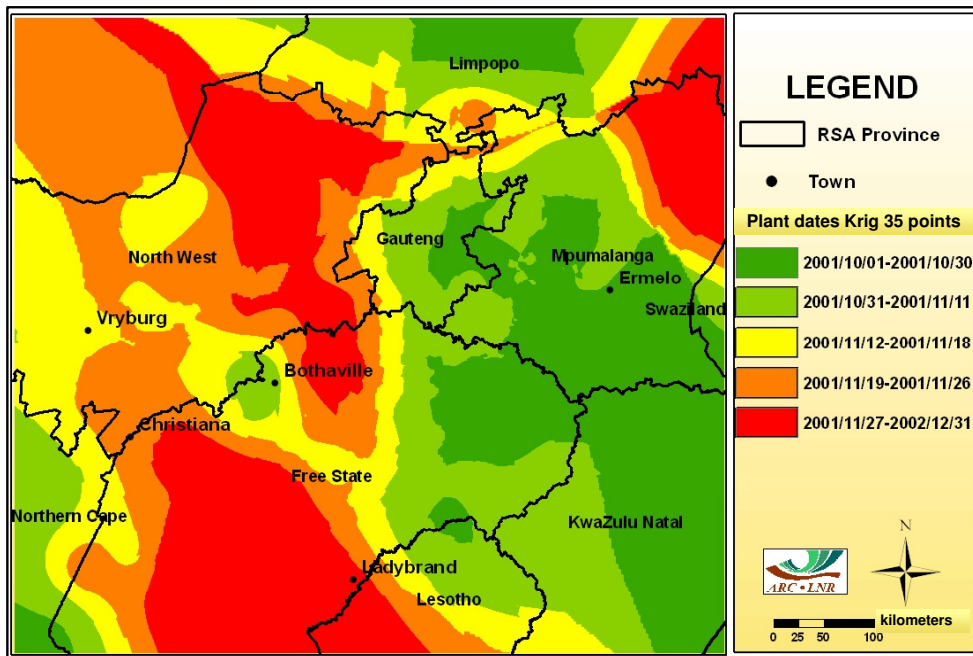 Limpopo
North West
Gauteng
Mpumalanga
Ermelo
Swaziland
Vryburg
Bothaville
Christiana
Free State
Northern Cape
KwaZulu Natal
Ladybrand
Lesotho
LEGEND
RSA Province
Town
Plant dates Krig 35 points
2001/10/01-2001/10/30
2001/10/31-2001/11/11
2001/11/12-2001/11/18
2001/11/19-2001/11/26
2001/11/27-2002/12/31
N
ARC • LNR
kilometers
0 25 50 100